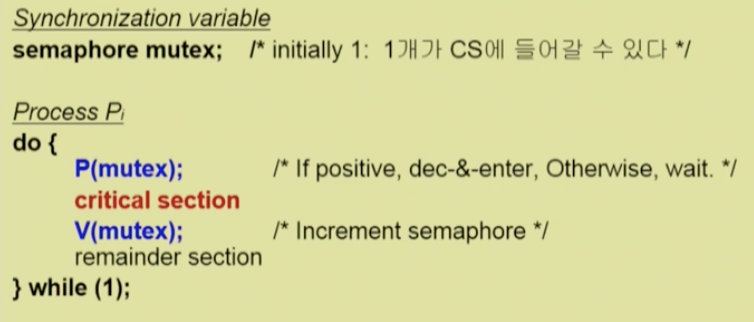 Synchronization variable
semaphore mutex; /* initially 1: 1개가 CS에 들어갈 수 있다 */
Process Pi
do {
P(mutex); /* If positive, dec-&-enter, Otherwise, wait. */
critical section
V(mutex); /* Increment semaphore */
remainder section
} while (1);